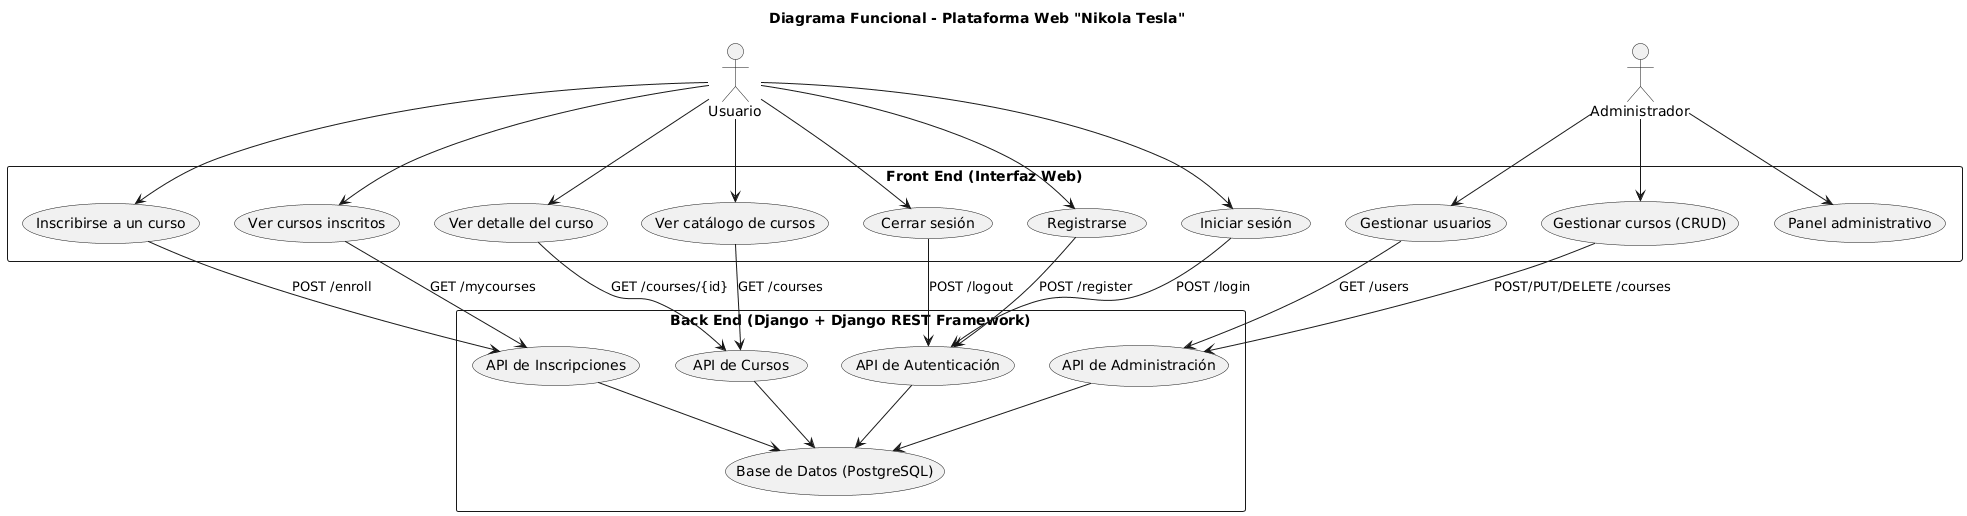 Diagrama Funcional - Plataforma Web "Nikola Tesla"
Usuario
Administrador
Front End (Interfaz Web)
Inscribirse a un curso
Ver cursos inscritos
Ver detalle del curso
Ver catálogo de cursos
Cerrar sesión
Registrarse
Iniciar sesión
Gestionar usuarios
Gestionar cursos (CRUD)
Panel administrativo
POST /enroll
GET /mycourses
GET /courses/{id}
GET /courses
POST /logout
POST /register
POST /login
GET /users
POST/PUT/DELETE /courses
Back End (Django + Django REST Framework)
API de Inscripciones
API de Cursos
API de Autenticación
API de Administración
Base de Datos (PostgreSQL)